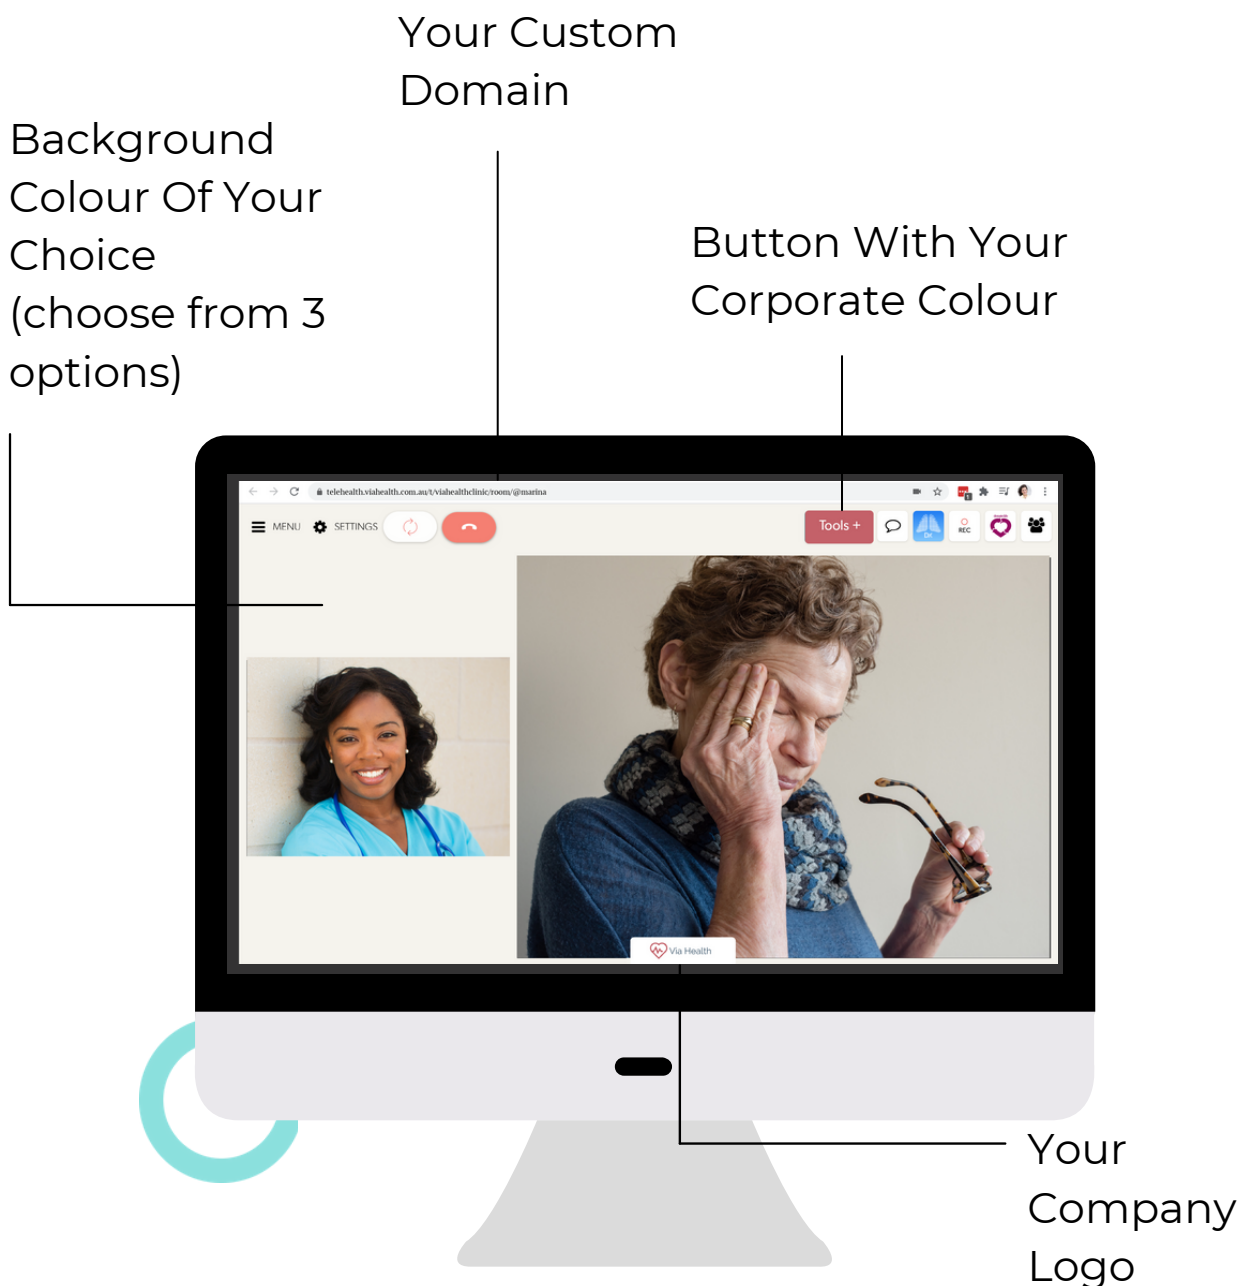 Your Custom
Domain
Background
Colour Of Your
Choice
(choose from 3
options)
Button With Your
Corporate Colour
telehealth.viahealth.com.au/t/viahealthclinic/room/@marina
MENU
SETTINGS
Tools +
Dr.
REC
Via Health
Your
Company
Logo